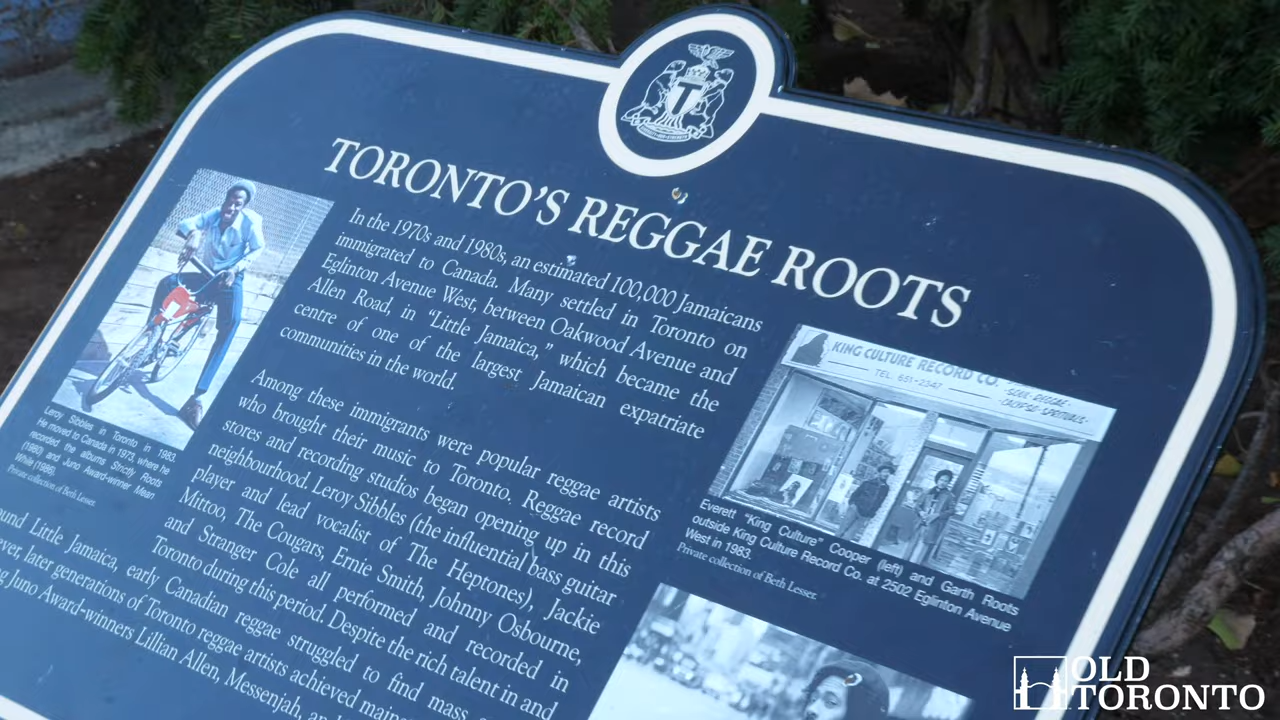 T
TORONTO'S REGGAE ROOTS
In the 1970s and 1980s, an estimated 100,000 Jamaicans
immigrated to Canada. Many settled in Toronto on
Eglinton Avenue West, between Oakwood Avenue and
Allen Road, in "Little Jamaica," which became the
centre of one of the largest Jamaican expatriate
communities in the world.
Among these immigrants were popular reggae artists
who brought their music to Toronto. Reggae record
stores and recording studios began opening up in this
neighbourhood. Leroy Sibbles (the influential bass guitar
player and lead vocalist of The Heptones), Jackie
Mittoo, The Cougars, Ernie Smith, Johnny Osbourne,
and Stranger Cole all performed and recorded in
Toronto during this period. Despite the rich talent in and
ound Little Jamaica, early Canadian reggae struggled to find mass
ever, later generations of Toronto reggae artists achieved
g Juno Award-winners Lillian Allen, Messenjah,
Leroy Sibbles in Toronto in 1983.
He moved to Canada in 1973, where he
recorded the albums Strictly Roots
(1980) and Juno Award-winner Mean
While (1986).
Private collection of Beth Lesser.
KING CULTURE RECORD CO.
TEL. 651-2347
SOUL-REGGAE-
CALYPSO-SPIRITUALS-
Everett "King Culture" Cooper (left) and Garth Roots
outside King Culture Record Co. at 2502 Eglinton Avenue
West in 1983.
Private collection of Beth Lesser.
OLD
TORONTO